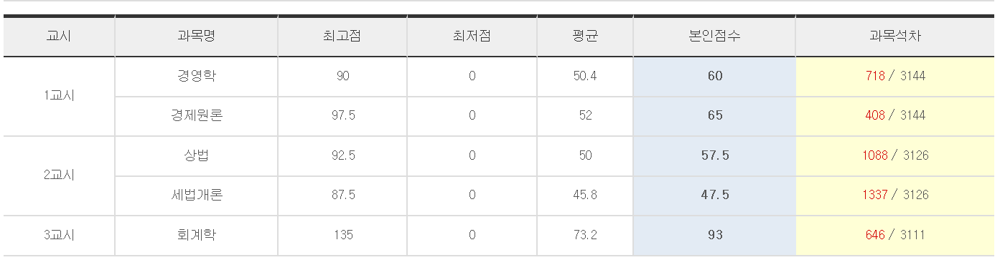 교시 과목명 최고점 최저점 평균 본인점수 과목석차
1교시 경영학 90 0 50.4 60 718 / 3144
경제원론 97.5 0 52 65 408 / 3144
2교시 상법 92.5 0 50 57.5 1088 / 3126
세법개론 87.5 0 45.8 47.5 1337 / 3126
3교시 회계학 135 0 73.2 93 646 / 3111